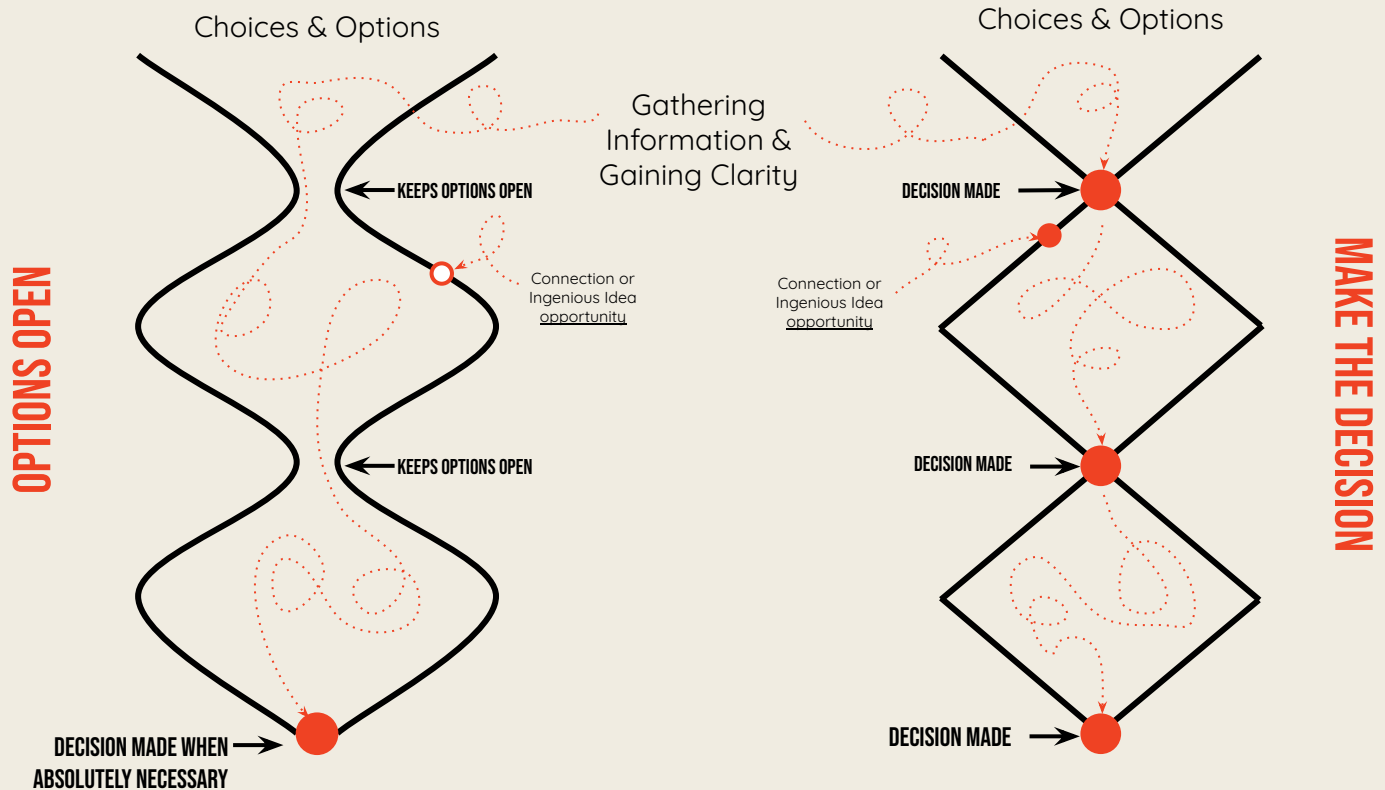 Choices & Options
Choices & Options
Gathering
Information &
Gaining Clarity
KEEPS OPTIONS OPEN
DECISION MADE
Connection or
Ingenious Idea
opportunity
Connection or
Ingenious Idea
opportunity
OPTIONS OPEN
MAKE THE DECISION
KEEPS OPTIONS OPEN
DECISION MADE
DECISION MADE WHEN
ABSOLUTELY NECESSARY
DECISION MADE